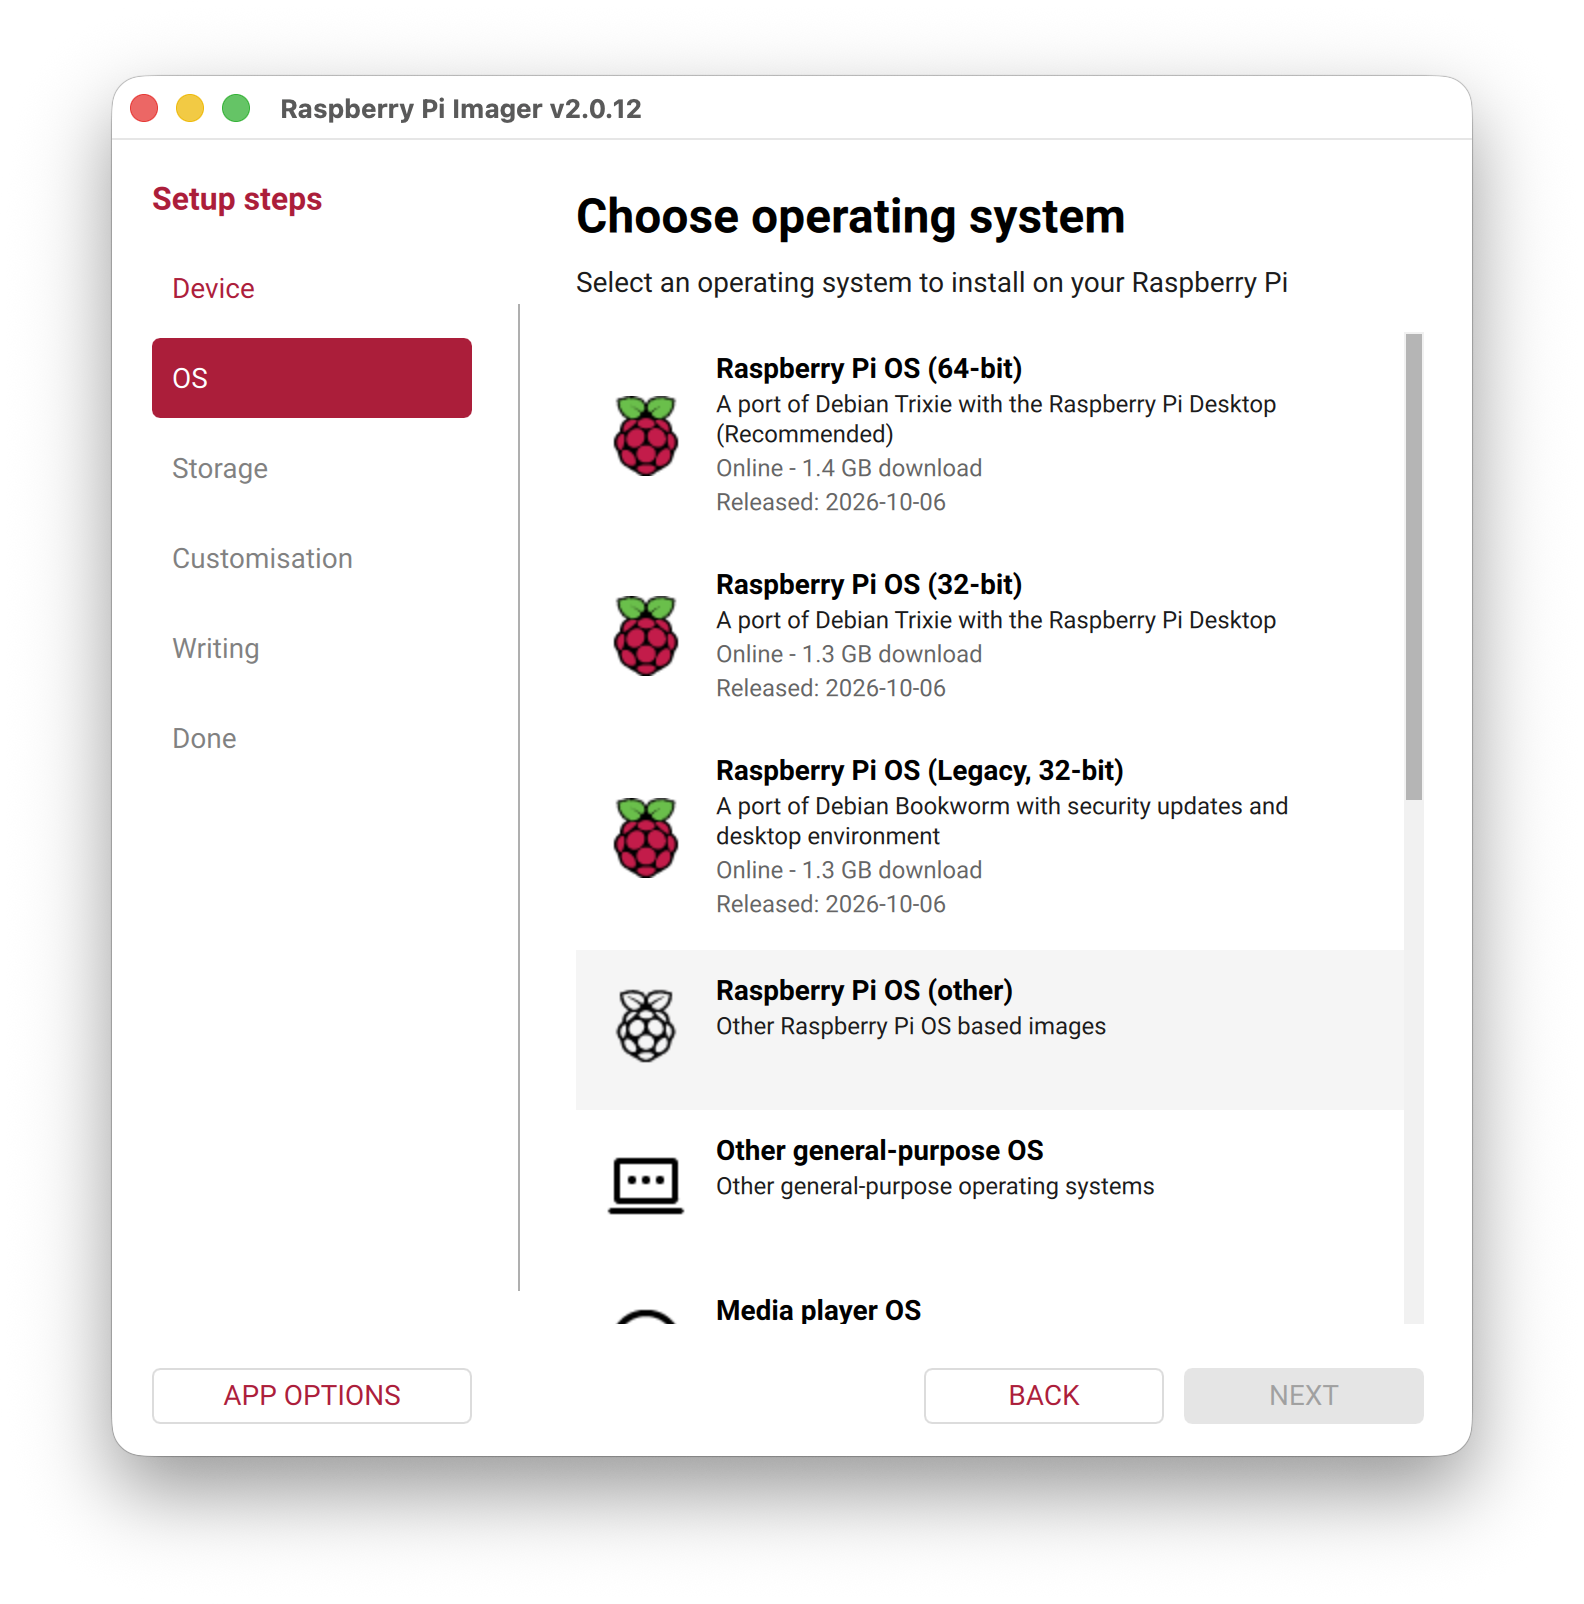 Raspberry Pi Imager v2.0.12
Setup steps
Device
OS
Storage
Customisation
Writing
Done
Choose operating system
Select an operating system to install on your Raspberry Pi
Raspberry Pi OS (64-bit)
A port of Debian Trixie with the Raspberry Pi Desktop
(Recommended)
Online - 1.4 GB download
Released: 2026-10-06
Raspberry Pi OS (32-bit)
A port of Debian Trixie with the Raspberry Pi Desktop
Online - 1.3 GB download
Released: 2026-10-06
Raspberry Pi OS (Legacy, 32-bit)
A port of Debian Bookworm with security updates and
desktop environment
Online - 1.3 GB download
Released: 2026-10-06
Raspberry Pi OS (other)
Other Raspberry Pi OS based images
Other general-purpose OS
Other general-purpose operating systems
Media player OS
APP OPTIONS
BACK
NEXT